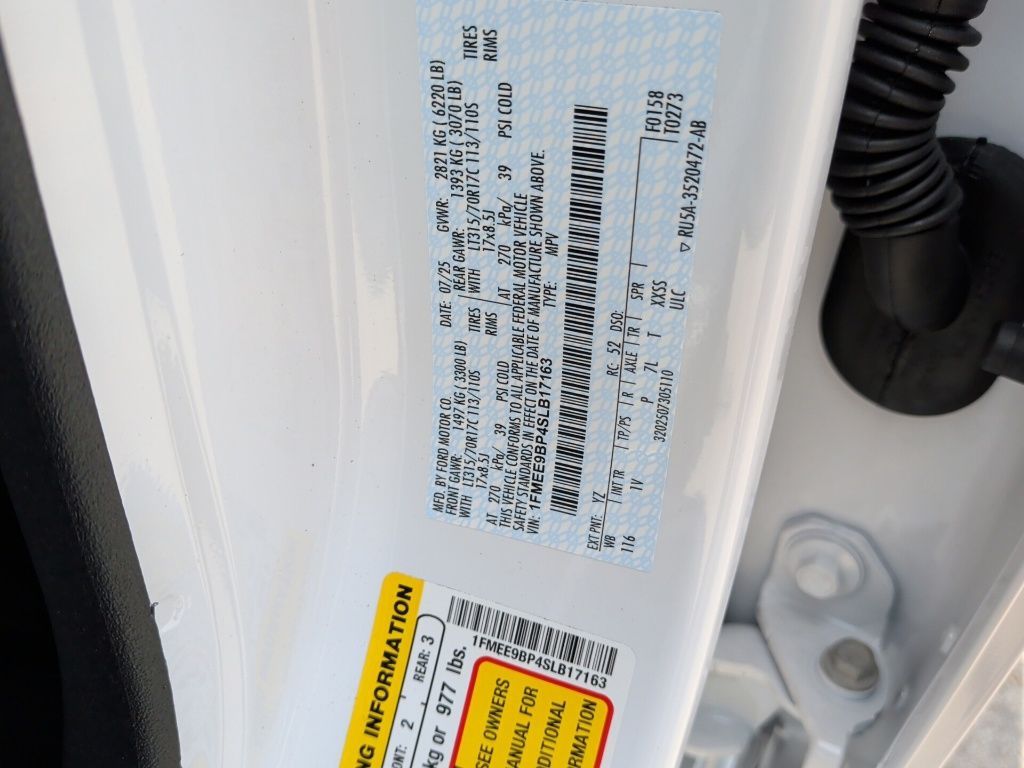 MFD. BY FORD MOTOR CO. DATE: 07/25 GVWR: 2821 KG ( 6220 LB)
FRONT GAWR: 1497 KG ( 3300 LB) REAR GAWR: 1393 KG ( 3070 LB)
WITH LT315/70R17C 113/110S TIRES WITH LT315/70R17C 113/110S TIRES
17x8.5J RIMS 17x8.5J RIMS
AT 270 kPa/ 39 PSI COLD AT 270 kPa/ 39 PSI COLD
THIS VEHICLE CONFORMS TO ALL APPLICABLE FEDERAL MOTOR VEHICLE
SAFETY STANDARDS IN EFFECT ON THE DATE OF MANUFACTURE SHOWN ABOVE.
VIN: 1FMEE9BP4SLB17163 TYPE: MPV
EXT PNT: YZ RC: 52 DSO: F0158
WB INT TR TP/PS R AXLE TR SPR T0273
116 1V P 7L T XXSS
3202507305110 ULC
▽ RU5A-3520472-AB
NG INFORMATION
ONT: 2 REAR: 3
kg or 977 lbs.
1FMEE9BP4SLB17163
SEE OWNERS
MANUAL FOR
DDITIONAL
ORMATION